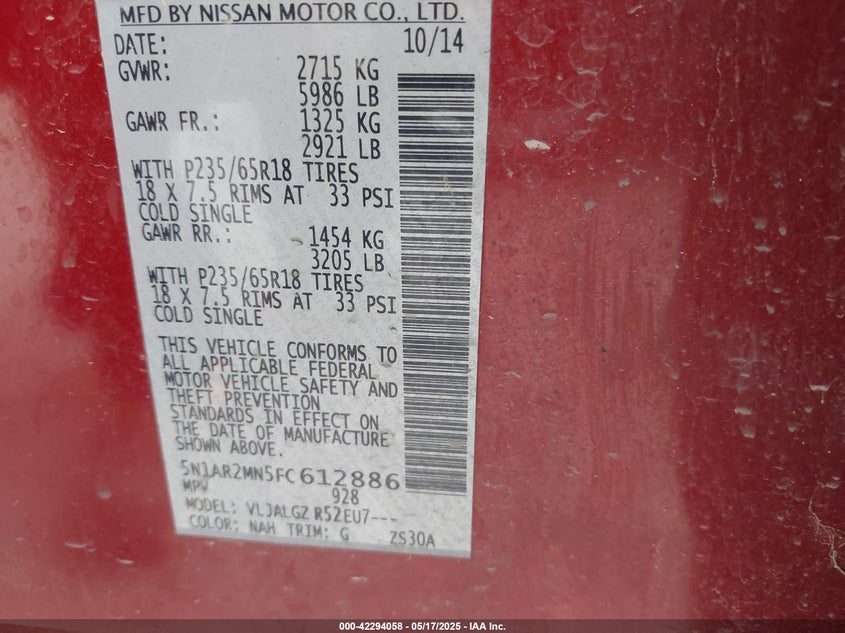 MFD BY NISSAN MOTOR CO., LTD.
DATE: 10/14
GVWR: 2715 KG
5986 LB
GAWR FR.: 1325 KG
2921 LB
WITH P235/65R18 TIRES
18 X 7.5 RIMS AT 33 PSI
COLD SINGLE
GAWR RR.: 1454 KG
3205 LB
WITH P235/65R18 TIRES
18 X 7.5 RIMS AT 33 PSI
COLD SINGLE
THIS VEHICLE CONFORMS TO
ALL APPLICABLE FEDERAL
MOTOR VEHICLE SAFETY AND
THEFT PREVENTION
STANDARDS IN EFFECT ON
THE DATE OF MANUFACTURE
SHOWN ABOVE.
5N1AR2MN5FC612886
MPV 928
MODEL: VLJALGZ R52EU7---
COLOR: NAH TRIM: G ZS30A
000-42294058 - 05/17/2025 - IAA Inc.